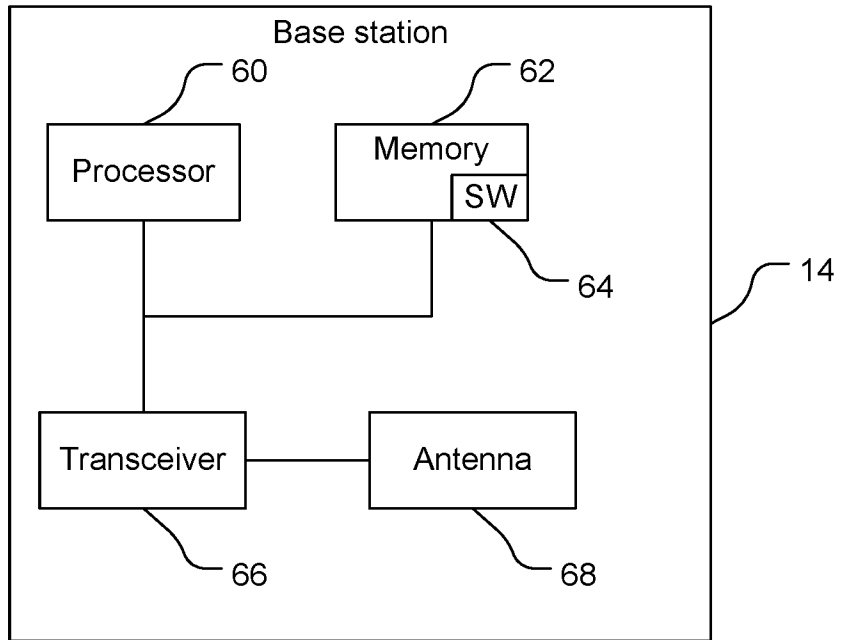 Base station
60
62
Processor
Memory
SW
64
14
Transceiver
Antenna
66
68